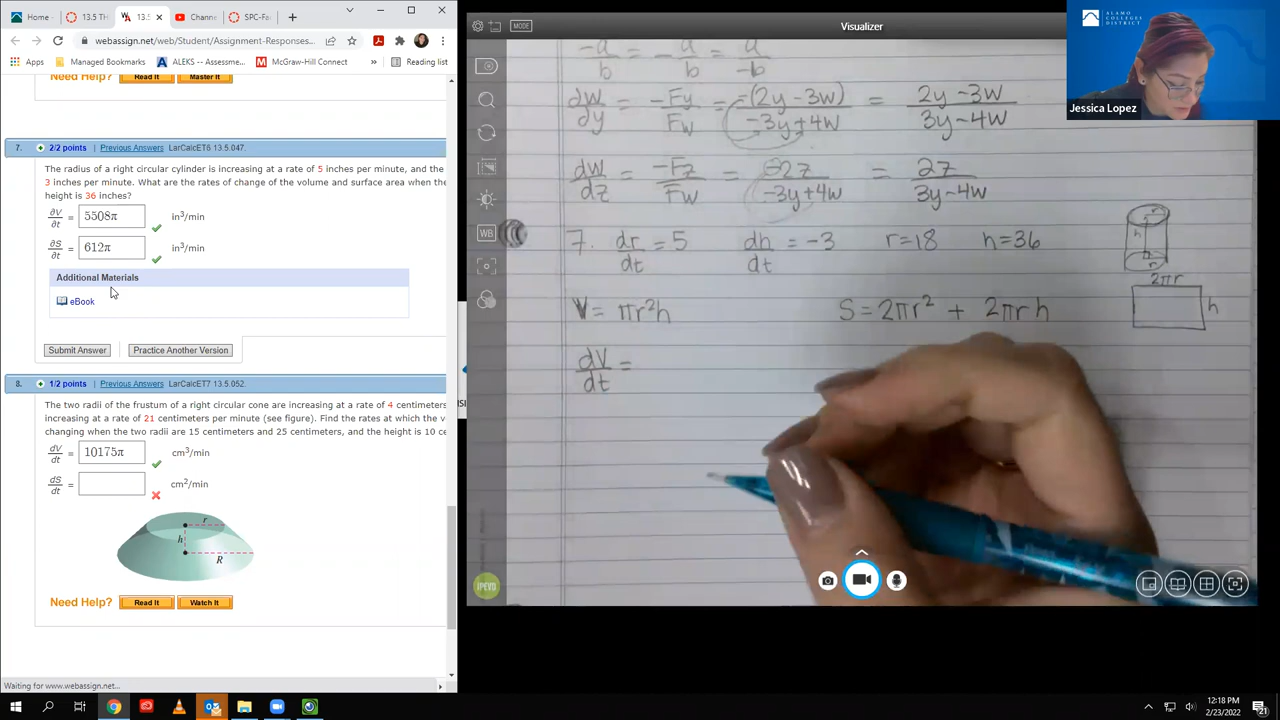 Home -
13.5 TH
13.5
Channe
SPC-Fac
webassign.net/web/Student/Assignment-Responses...
Apps
Managed Bookmarks
ALEKS -- Assessmen...
McGraw-Hill Connect
»
Reading list
Need Help?
Read It
Master It
7.
2/2 points | Previous Answers LarCalcET6 13.5.047.
The radius of a right circular cylinder is increasing at a rate of 5 inches per minute, and the
3 inches per minute. What are the rates of change of the volume and surface area when the
height is 36 inches?
∂V/∂t = 5508π in³/min
∂S/∂t = 612π in³/min
Additional Materials
eBook
Submit Answer
Practice Another Version
8.
1/2 points | Previous Answers LarCalcET7 13.5.052.
The two radii of the frustum of a right circular cone are increasing at a rate of 4 centimeters
increasing at a rate of 21 centimeters per minute (see figure). Find the rates at which the v
changing when the two radii are 15 centimeters and 25 centimeters, and the height is 10 ce
dV/dt = 10175π cm³/min
dS/dt = cm²/min
r
h
R
Need Help?
Read It
Watch It
Waiting for www.webassign.net...
MODE
Visualizer
ALAMO
COLLEGES
DISTRICT
Jessica Lopez
WB
-a/b = -a/b = a/-b
∂w/∂y = -Fy/Fw = -(2y-3w)/-3y+4w = 2y-3w/3y-4w
∂w/∂z = -Fz/Fw = -2z/-3y+4w = 2z/3y-4w
7. dr/dt = 5 dh/dt = -3 r=18 h=36
V = πr²h S = 2πr² + 2πrh
dV/dt =
r
h
r
2πr
h
IPEVO
12:18 PM
2/23/2022
21